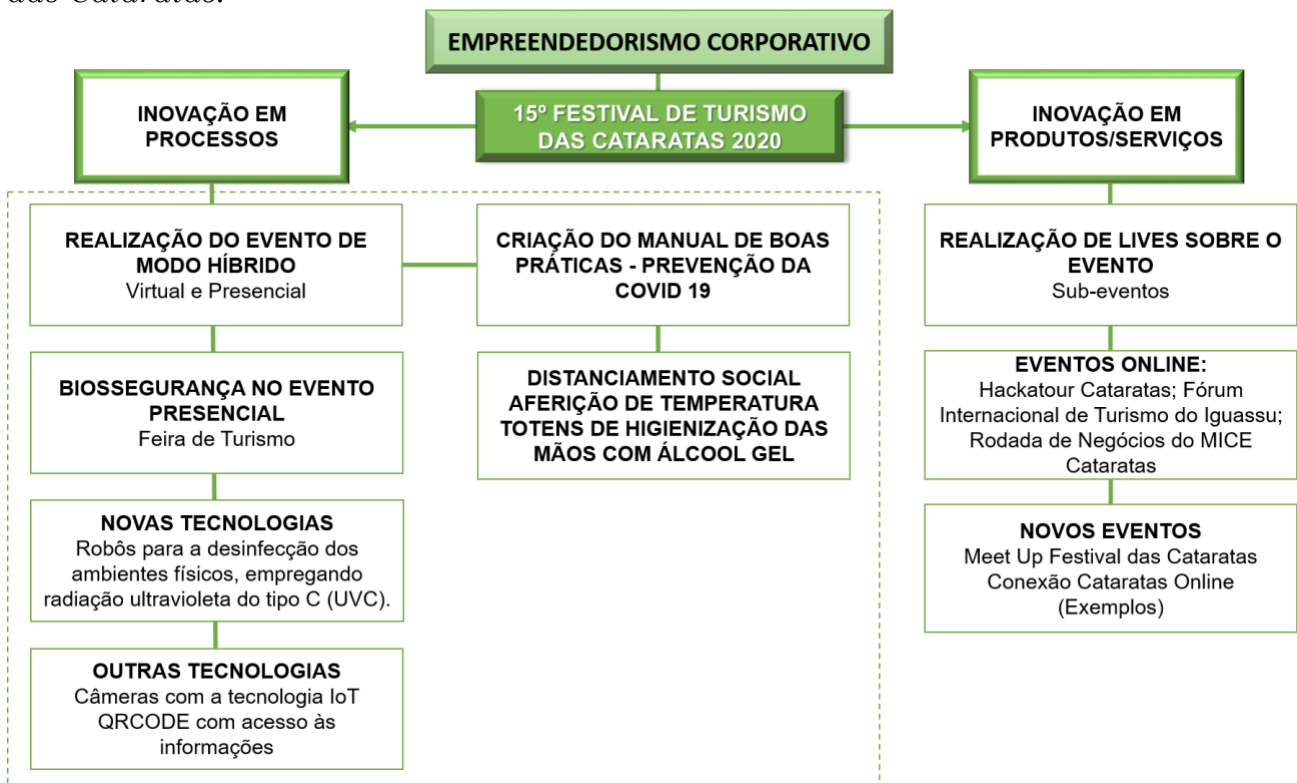 das Cataratas.
EMPREENDEDORISMO CORPORATIVO
15º FESTIVAL DE TURISMO
DAS CATARATAS 2020
INOVAÇÃO EM
PROCESSOS
INOVAÇÃO EM
PRODUTOS/SERVIÇOS
REALIZAÇÃO DO EVENTO DE
MODO HÍBRIDO
Virtual e Presencial
CRIAÇÃO DO MANUAL DE BOAS
PRÁTICAS - PREVENÇÃO DA
COVID 19
REALIZAÇÃO DE LIVES SOBRE O
EVENTO
Sub-eventos
BIOSSEGURANÇA NO EVENTO
PRESENCIAL
Feira de Turismo
DISTANCIAMENTO SOCIAL
AFERIÇÃO DE TEMPERATURA
TOTENS DE HIGIENIZAÇÃO DAS
MÃOS COM ÁLCOOL GEL
EVENTOS ONLINE:
Hackatour Cataratas; Fórum
Internacional de Turismo do Iguassu;
Rodada de Negócios do MICE
Cataratas
NOVAS TECNOLOGIAS
Robôs para a desinfecção dos
ambientes físicos, empregando
radiação ultravioleta do tipo C (UVC).
NOVOS EVENTOS
Meet Up Festival das Cataratas
Conexão Cataratas Online
(Exemplos)
OUTRAS TECNOLOGIAS
Câmeras com a tecnologia IoT
QRCODE com acesso às
informações